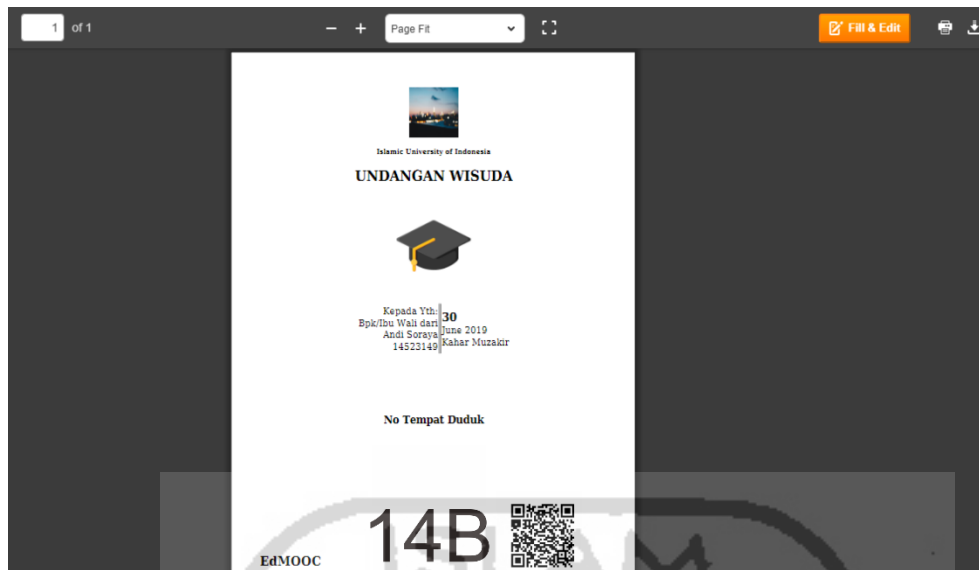 1 of 1
Page Fit
Fill & Edit
Islamic University of Indonesia
UNDANGAN WISUDA
Kepada Yth:
Bpk/Ibu Wali dari
Andi Soraya
14523149
30
June 2019
Kahar Muzakir
No Tempat Duduk
14B
EdMOOC
ISLAM